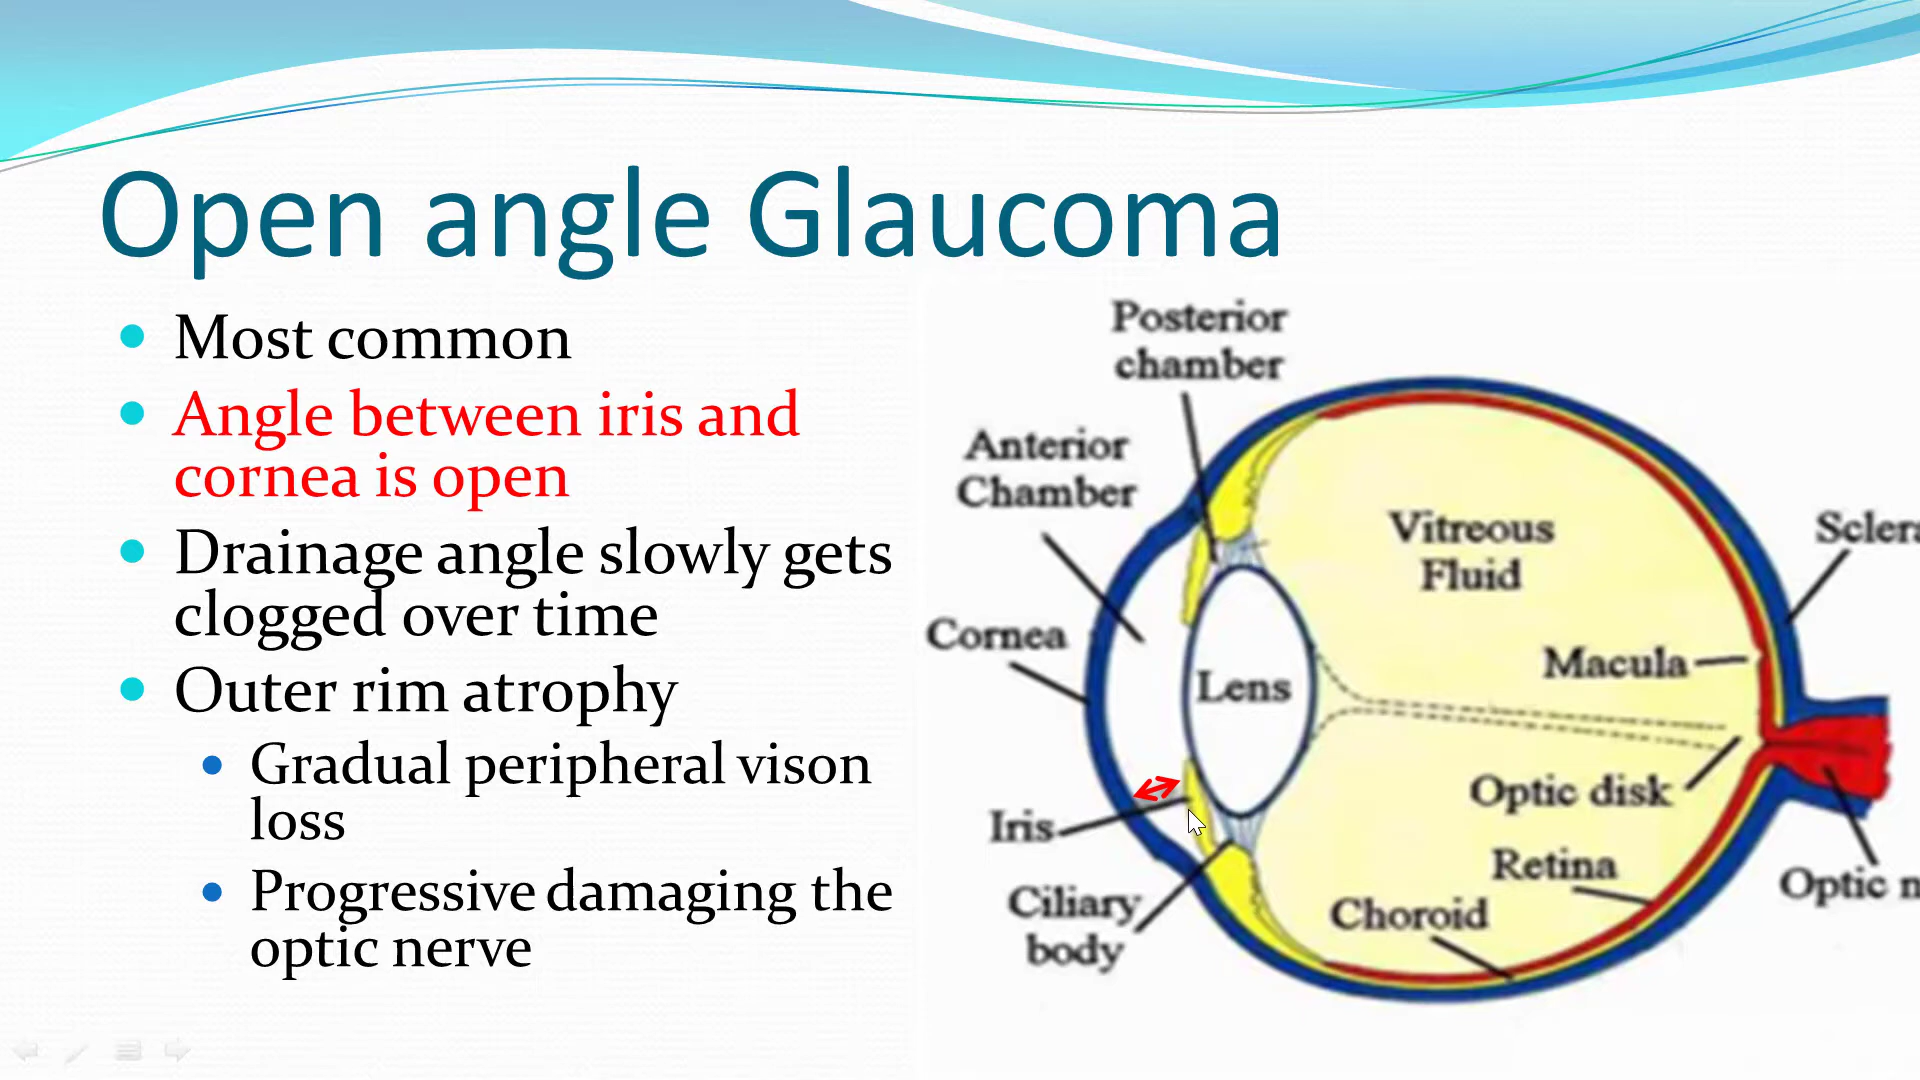 Open angle Glaucoma
Most common
Angle between iris and
cornea is open
Drainage angle slowly gets
clogged over time
Outer rim atrophy
Gradual peripheral vison
loss
Progressive damaging the
optic nerve
Posterior
chamber
Anterior
Chamber
Cornea
Lens
Iris
Ciliary
body
Vitreous
Fluid
Sclera
Macula
Optic disk
Retina
Choroid
Optic